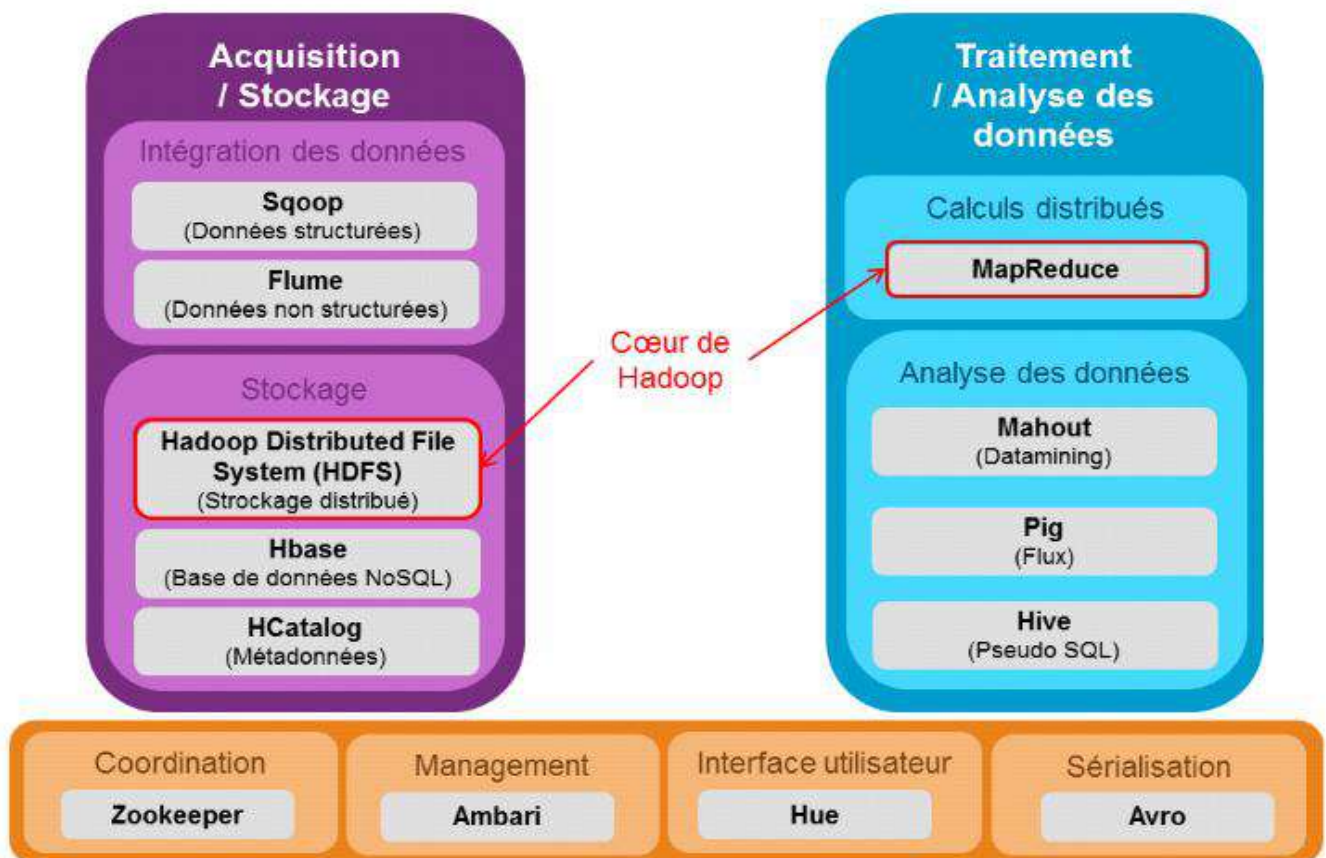 Acquisition
/ Stockage
Intégration des données
Sqoop
(Données structurées)
Flume
(Données non structurées)
Stockage
Hadoop Distributed File
System (HDFS)
(Strockage distribué)
Hbase
(Base de données NoSQL)
HCatalog
(Métadonnées)
Cœur de
Hadoop
Traitement
/ Analyse des
données
Calculs distribués
MapReduce
Analyse des données
Mahout
(Datamining)
Pig
(Flux)
Hive
(Pseudo SQL)
Coordination
Zookeeper
Management
Ambari
Interface utilisateur
Hue
Sérialisation
Avro